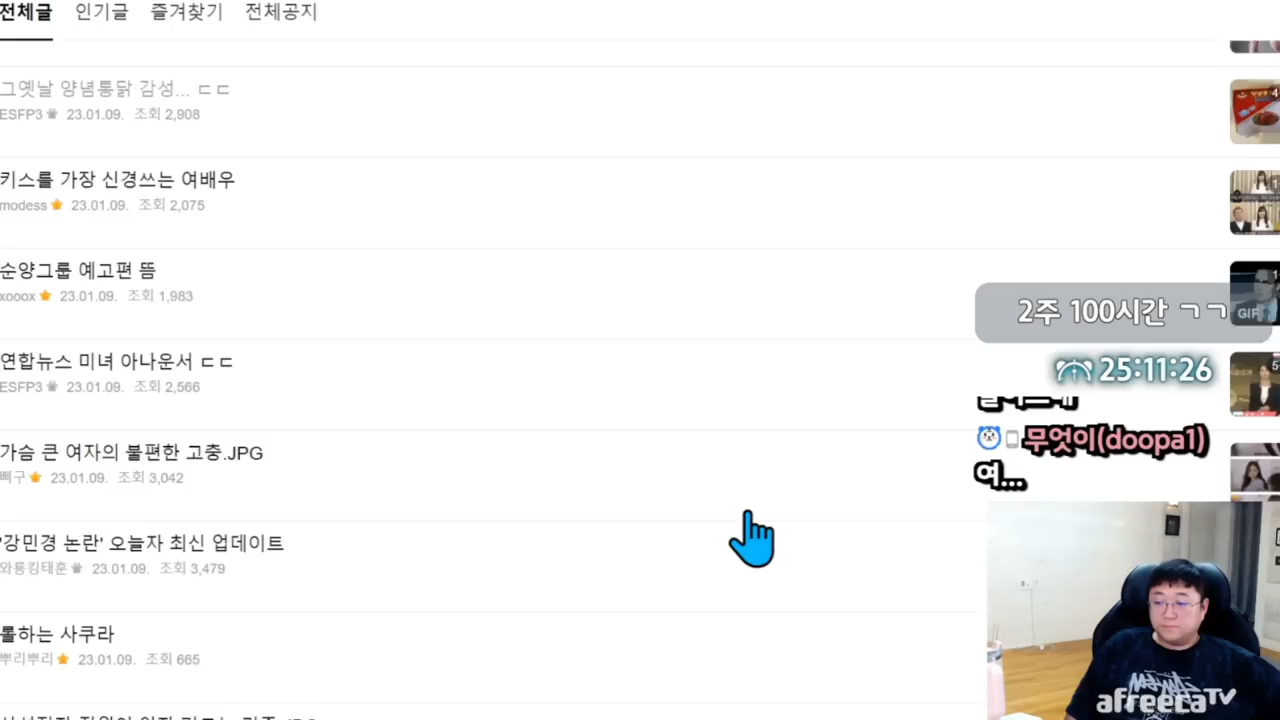 전체글 인기글 즐겨찾기 전체공지
그옛날 양념통닭 감성... ㄷㄷ
ESFP3 23.01.09. 조회 2,908
키스를 가장 신경쓰는 여배우
modess 23.01.09. 조회 2,075
순양그룹 예고편 뜸
xooox 23.01.09. 조회 1,983
2주 100시간 ㄱㄱ
GIF
25:11:26
연합뉴스 미녀 아나운서 ㄷㄷ
ESFP3 23.01.09. 조회 2,566
무엇이(doopa1)
여...
가슴 큰 여자의 불편한 고충.JPG
삐구 23.01.09. 조회 3,042
'강민경 논란' 오늘자 최신 업데이트
와룡킹태훈 23.01.09. 조회 3,479
롤하는 사쿠라
뿌리뿌리 23.01.09. 조회 665
afreecaTV